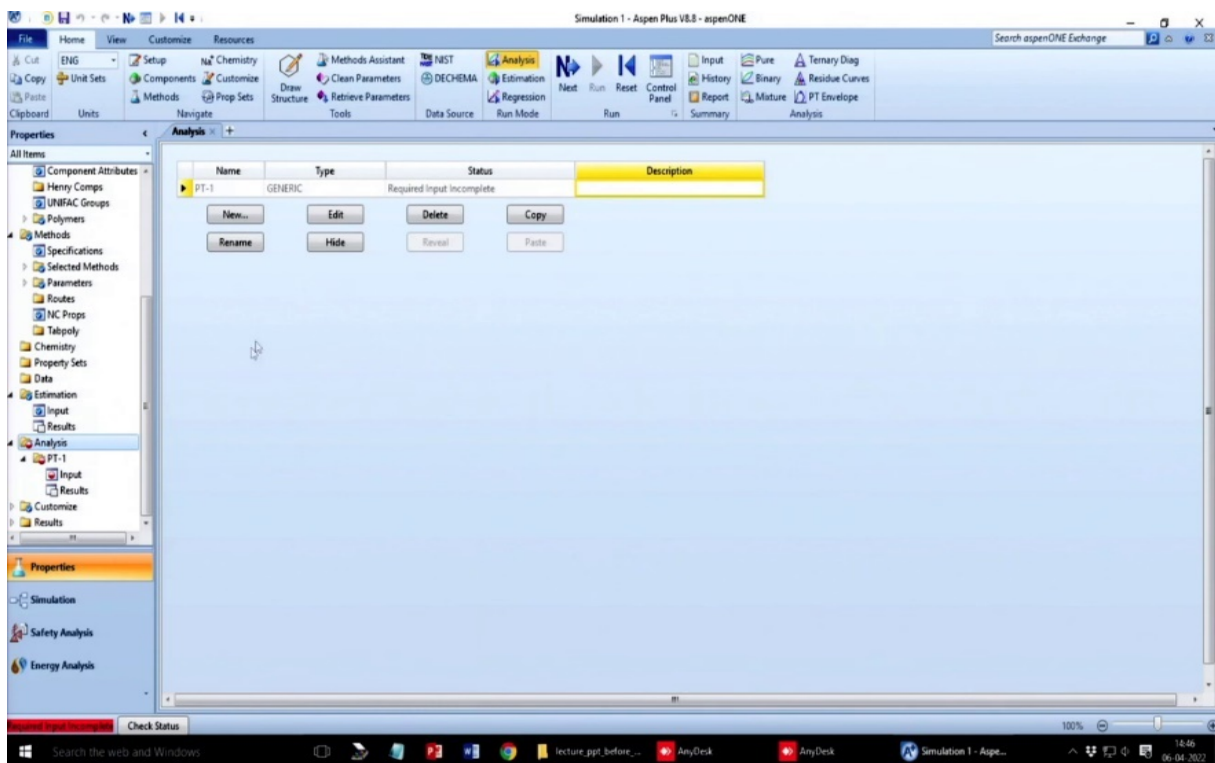 Simulation 1 - Aspen Plus V8.8 - aspenONE
File Home View Customize Resources Search aspenONE Exchange
Cut ENG Setup Na⁺ Chemistry Methods Assistant NIST Analysis Input Pure Ternary Diag
Copy Unit Sets Components Customize Clean Parameters DECHEMA Estimation History Binary Residue Curves
Paste Methods Prop Sets Draw Structure Retrieve Parameters Regression Next Run Reset Control Panel Report Mixture PT Envelope
Clipboard Units Navigate Tools Data Source Run Mode Run Summary Analysis
Properties Analysis
All Items
Component Attributes
Henry Comps
UNIFAC Groups
Polymers
Methods
Specifications
Selected Methods
Parameters
Routes
NC Props
Tabpoly
Chemistry
Property Sets
Data
Estimation
Input
Results
Analysis
PT-1
Input
Results
Customize
Results
Name Type Status Description
PT-1 GENERIC Required Input Incomplete
New... Edit Delete Copy
Rename Hide Reveal Paste
Properties
Simulation
Safety Analysis
Energy Analysis
Required Input Incomplete Check Status 100%
Search the web and Windows lecture_ppt_before_... AnyDesk AnyDesk Simulation 1 - Aspe... 14:46
06-04-2022